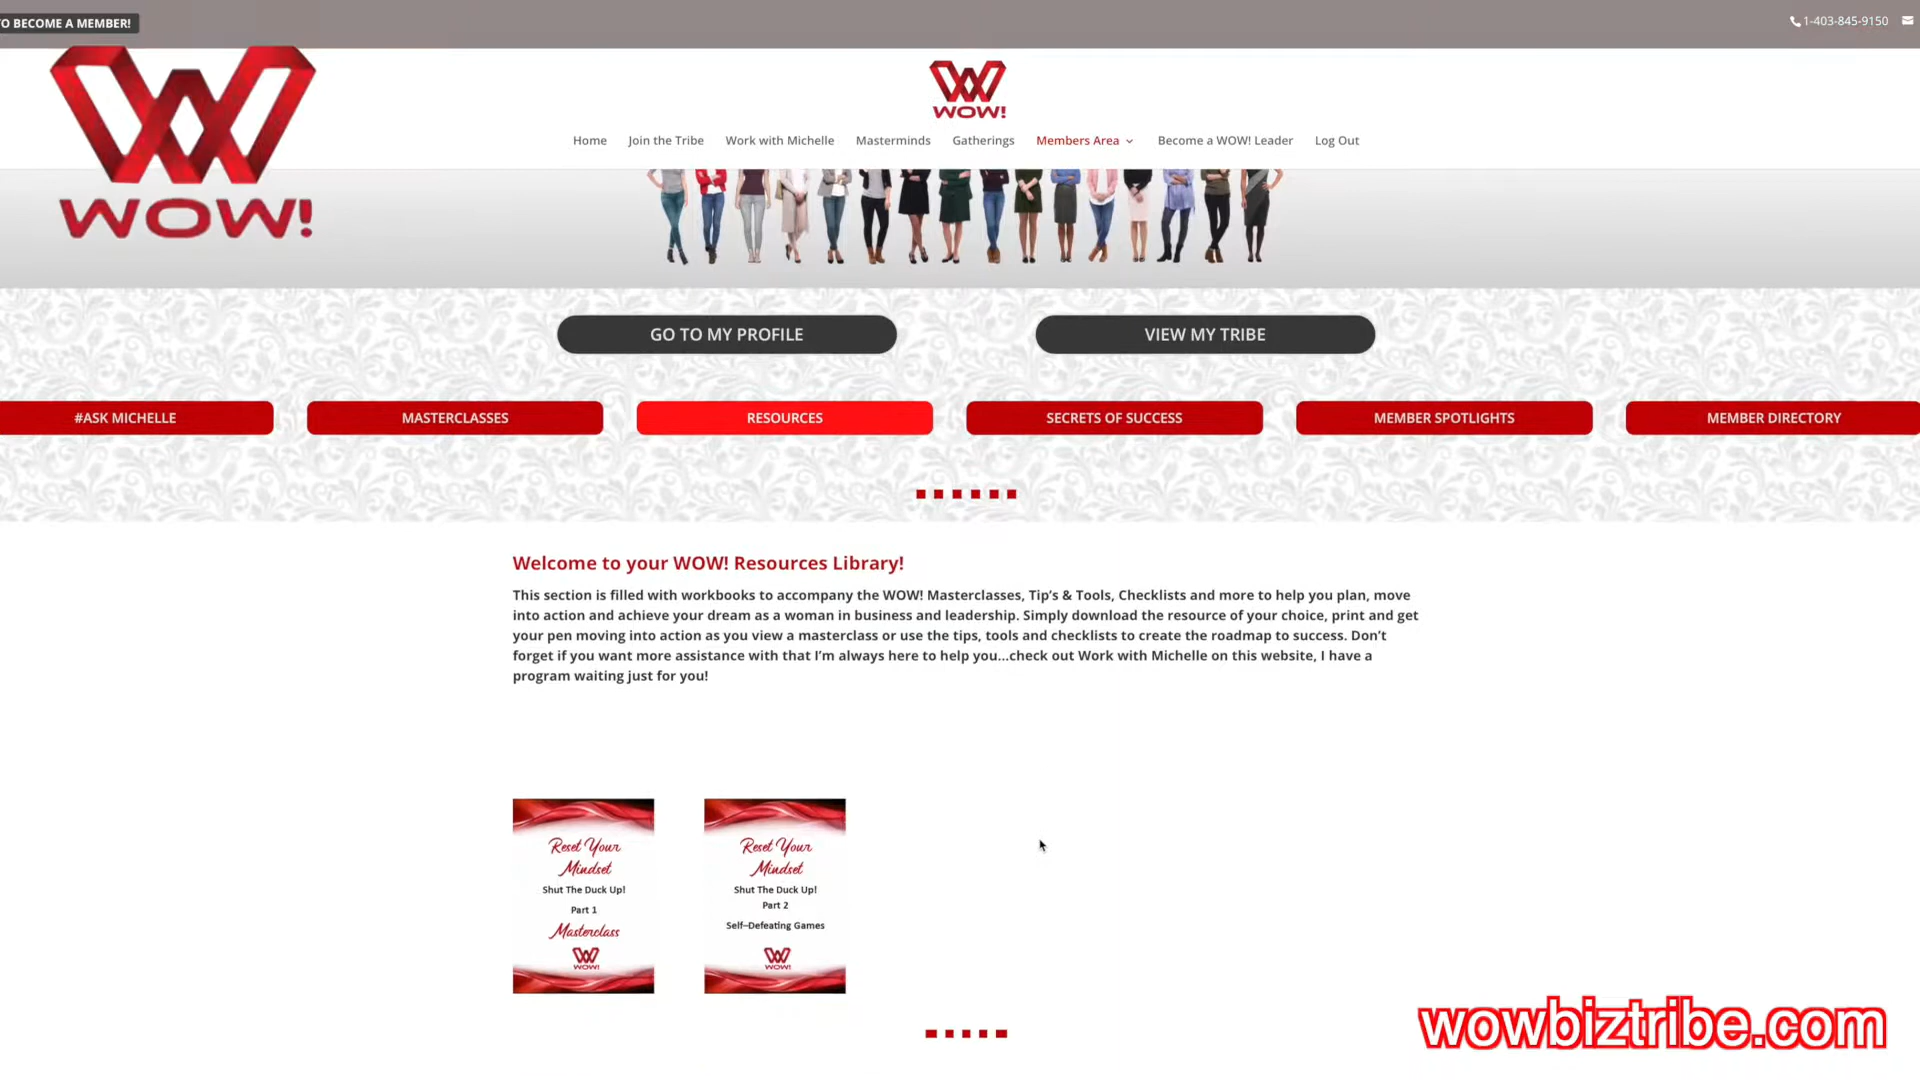 TO BECOME A MEMBER!
1-403-845-9150
WOW!
WOW!
Home Join the Tribe Work with Michelle Masterminds Gatherings Members Area Become a WOW! Leader Log Out
GO TO MY PROFILE VIEW MY TRIBE
#ASK MICHELLE MASTERCLASSES RESOURCES SECRETS OF SUCCESS MEMBER SPOTLIGHTS MEMBER DIRECTORY
Welcome to your WOW! Resources Library!
This section is filled with workbooks to accompany the WOW! Masterclasses, Tip's & Tools, Checklists and more to help you plan, move
into action and achieve your dream as a woman in business and leadership. Simply download the resource of your choice, print and get
your pen moving into action as you view a masterclass or use the tips, tools and checklists to create the roadmap to success. Don't
forget if you want more assistance with that I'm always here to help you...check out Work with Michelle on this website, I have a
program waiting just for you!
Reset Your
Mindset
Shut The Duck Up!
Part 1
Masterclass
WOW!
Reset Your
Mindset
Shut The Duck Up!
Part 2
Self-Defeating Games
WOW!
wowbiztribe.com